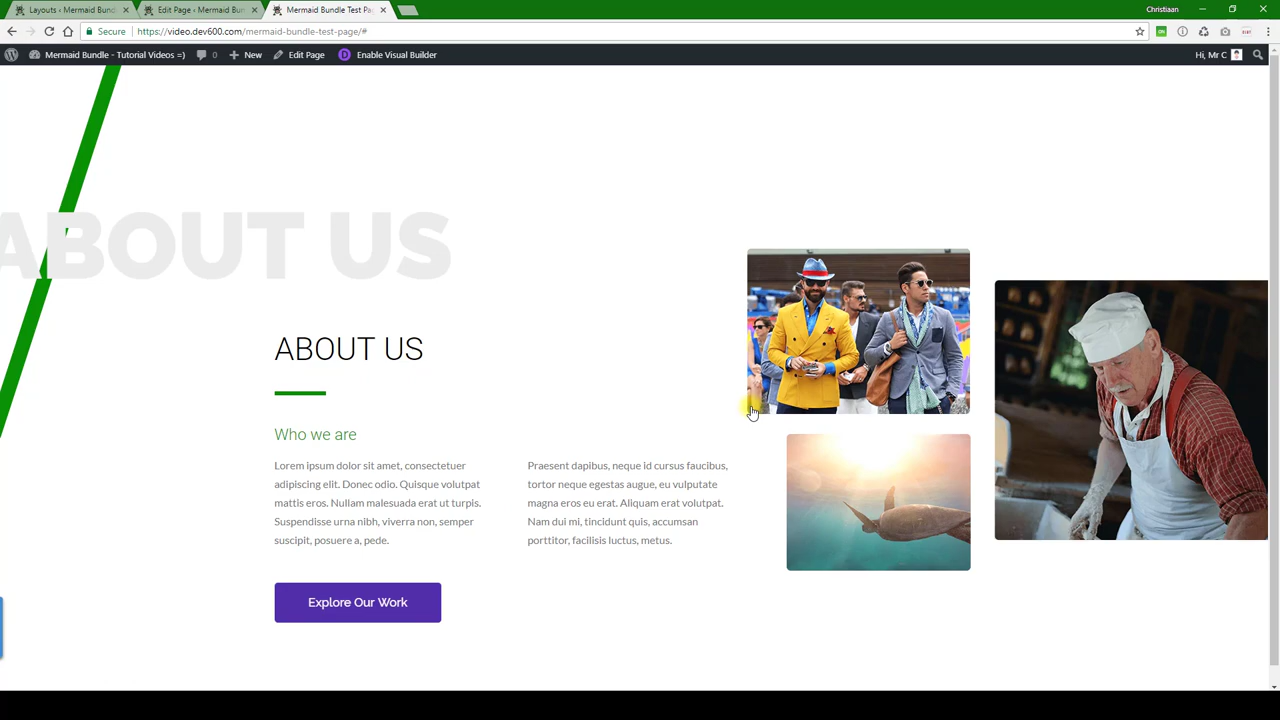 Layouts ‹ Mermaid Bund
Edit Page ‹ Mermaid Bun
Mermaid Bundle Test Pa
Christiaan
Secure
https://video.dev600.com/mermaid-bundle-test-page/#
Mermaid Bundle - Tutorial Videos =)
0
New
Edit Page
Enable Visual Builder
Hi, Mr C
ABOUT US
ABOUT US
Who we are
Lorem ipsum dolor sit amet, consectetuer
adipiscing elit. Donec odio. Quisque volutpat
mattis eros. Nullam malesuada erat ut turpis.
Suspendisse urna nibh, viverra non, semper
suscipit, posuere a, pede.
Praesent dapibus, neque id cursus faucibus,
tortor neque egestas augue, eu vulputate
magna eros eu erat. Aliquam erat volutpat.
Nam dui mi, tincidunt quis, accumsan
porttitor, facilisis luctus, metus.
Explore Our Work